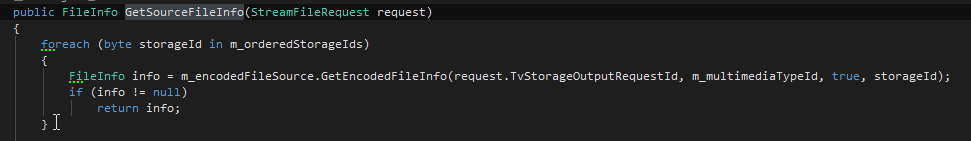 public FileInfo GetSourceFileInfo(StreamFileRequest request)
{
foreach (byte storageId in m_orderedStorageIds)
{
FileInfo info = m_encodedFileSource.GetEncodedFileInfo(request.TvStorageOutputRequestId, m_multimediaTypeId, true, storageId);
if (info != null)
return info;
}